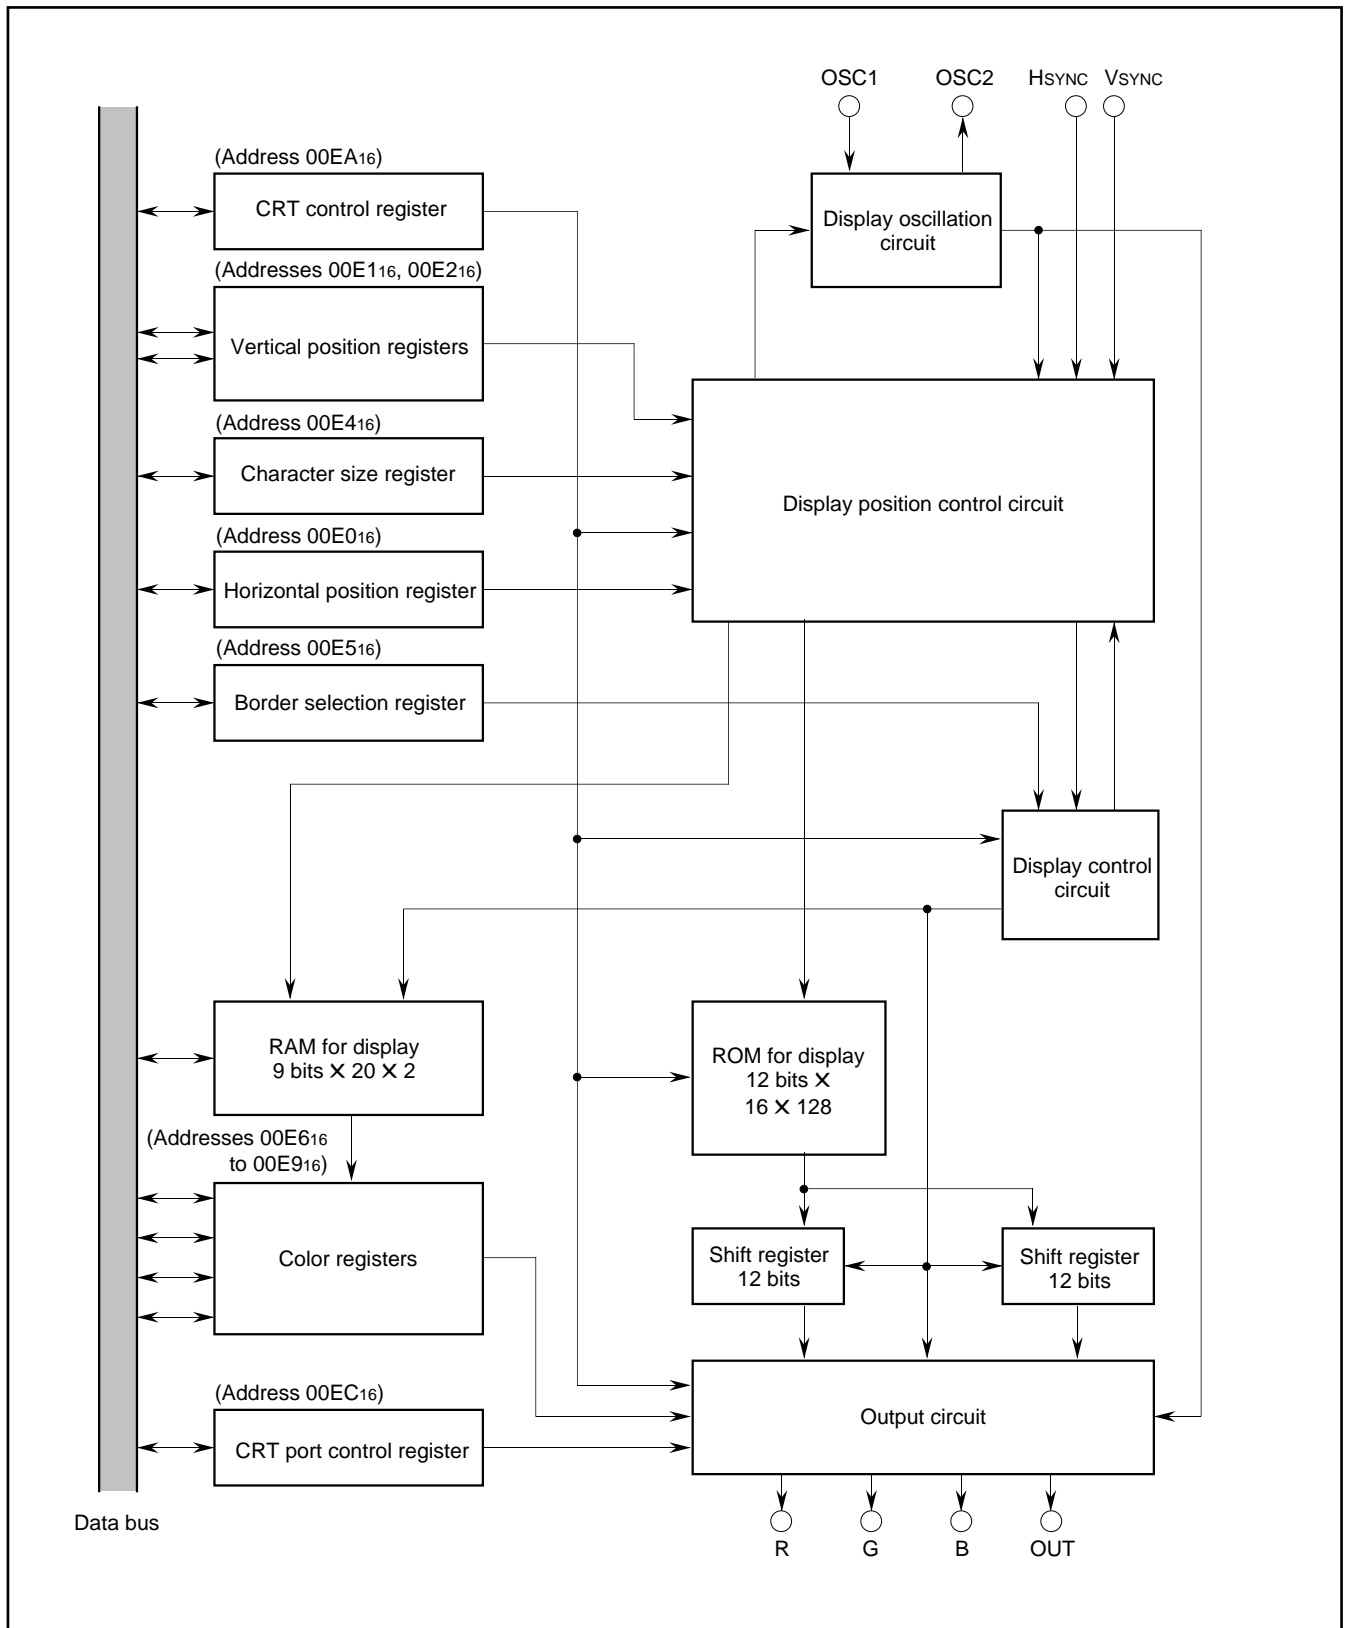 OSC1 OSC2 HSYNC VSYNC
(Address 00EA16)
CRT control register
Display oscillation
circuit
(Addresses 00E116, 00E216)
Vertical position registers
(Address 00E416)
Character size register
Display position control circuit
(Address 00E016)
Horizontal position register
(Address 00E516)
Border selection register
Display control
circuit
RAM for display
9 bits × 20 × 2
ROM for display
12 bits ×
16 × 128
(Addresses 00E616
to 00E916)
Color registers
Shift register
12 bits
Shift register
12 bits
(Address 00EC16)
CRT port control register
Output circuit
Data bus
R G B OUT